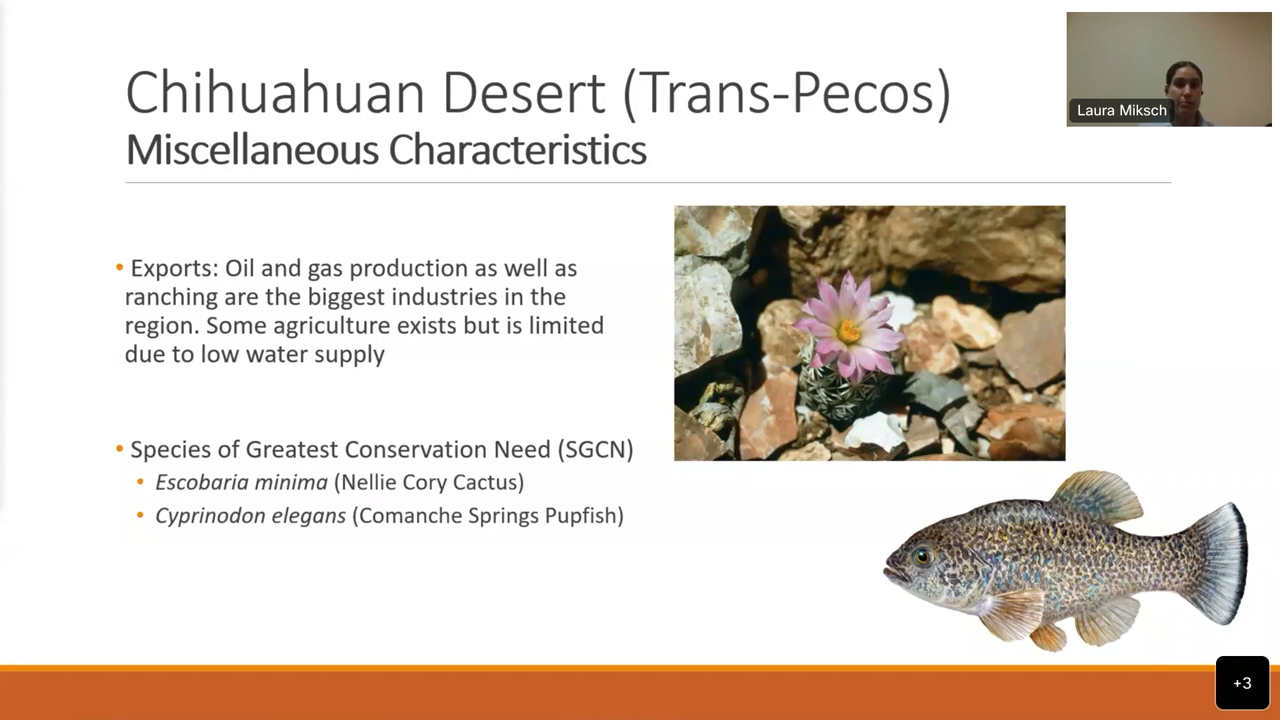 Chihuahuan Desert (Trans-Pecos)
Miscellaneous Characteristics
Laura Miksch
• Exports: Oil and gas production as well as
ranching are the biggest industries in the
region. Some agriculture exists but is limited
due to low water supply
• Species of Greatest Conservation Need (SGCN)
• Escobaria minima (Nellie Cory Cactus)
• Cyprinodon elegans (Comanche Springs Pupfish)
+3